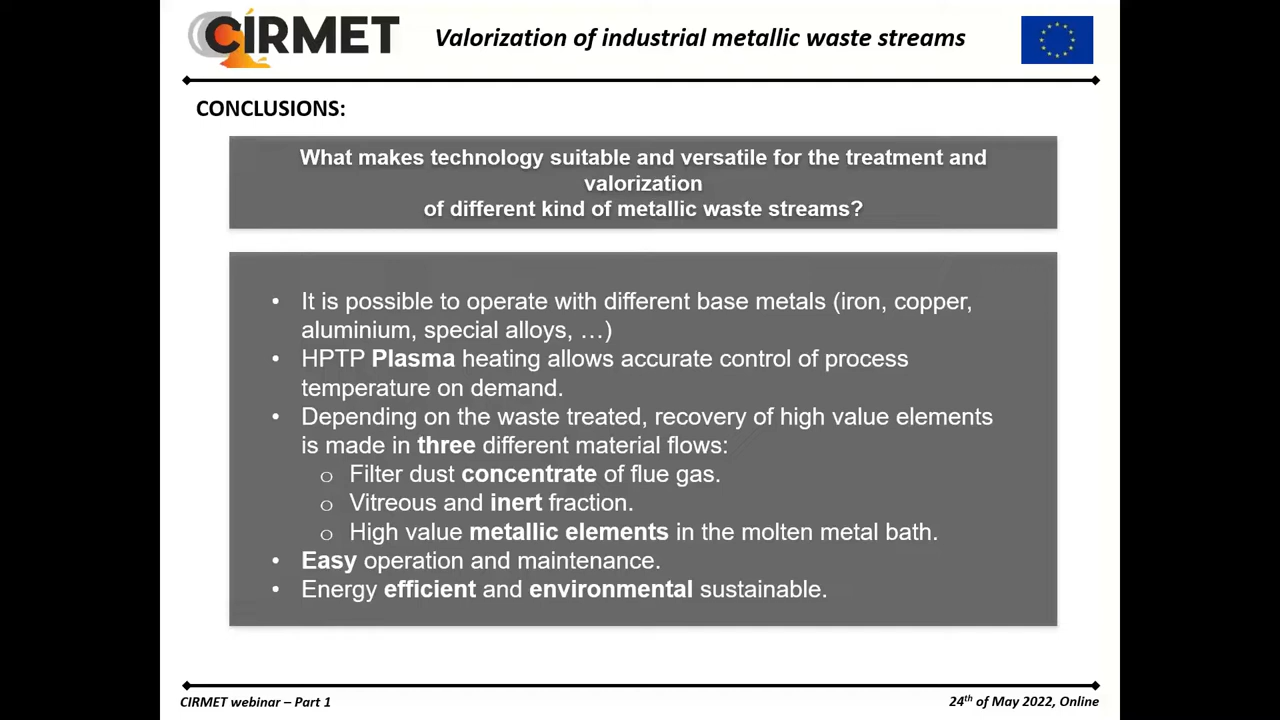 CIRMET
Valorization of industrial metallic waste streams
CONCLUSIONS:
What makes technology suitable and versatile for the treatment and
valorization
of different kind of metallic waste streams?
• It is possible to operate with different base metals (iron, copper,
aluminium, special alloys, …)
• HPTP Plasma heating allows accurate control of process
temperature on demand.
• Depending on the waste treated, recovery of high value elements
is made in three different material flows:
o Filter dust concentrate of flue gas.
o Vitreous and inert fraction.
o High value metallic elements in the molten metal bath.
• Easy operation and maintenance.
• Energy efficient and environmental sustainable.
CIRMET webinar – Part 1
24th of May 2022, Online